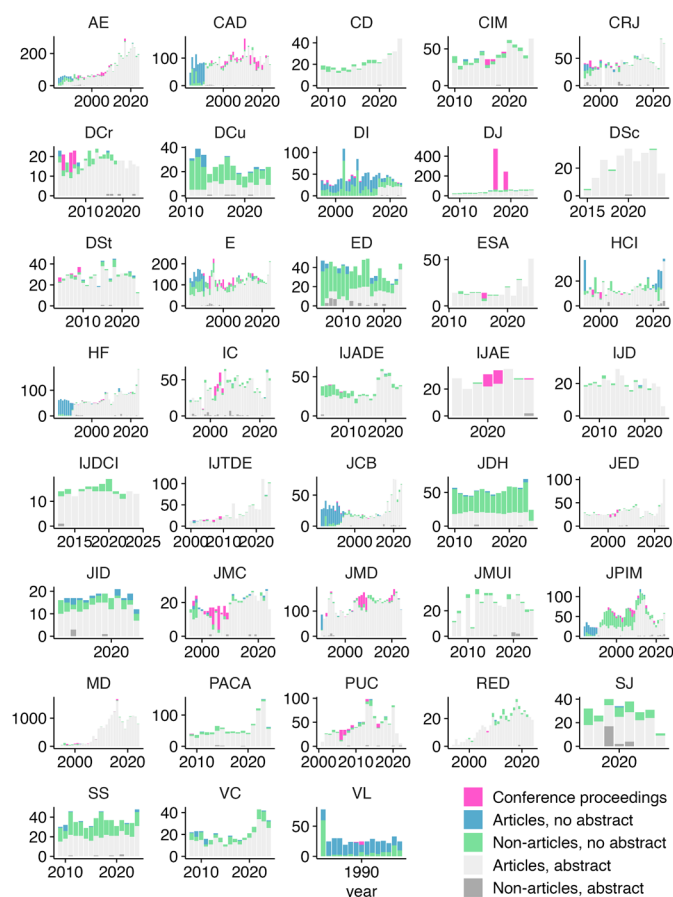 AE CAD CD CIM CRJ
200 0 100 50 0 40 20 0 50 0 50 0
2000 2020 2000 2020 2010 2020 2010 2020 2000 2020
DCr DCu DI DJ DSc
20 10 0 40 30 20 10 0 100 50 0 400 200 0 30 20 10 0
2010 2020 2010 2020 2000 2020 2010 2020 2015 2020
DSt E ED ESA HCI
40 20 0 200 100 0 40 20 0 50 0 30 20 10 0
2010 2020 2000 2020 2010 2020 2010 2020 2000 2020
HF IC IJADE IJAE IJD
100 0 60 40 20 0 50 0 20 0 20 0
2000 2020 2000 2020 2010 2020 2020 2010 2020
IJDCI IJTDE JCB JDH JED
10 0 100 50 0 100 50 0 50 0 100 50 0
2015 2020 2025 2000 2010 2020 2000 2020 2010 2020 2000 2020
JID JMC JMD JMUI JPIM
20 10 0 20 10 0 100 0 20 0 100 50 0
2020 2000 2020 2000 2020 2010 2020 2000 2012 2020
MD PACA PUC RED SJ
1000 0 100 0 50 0 20 0 40 20 0
2000 2020 2010 2020 2000 2010 2020 2000 2020 2020
SS VC VL
40 20 0 40 20 0 50 0
2010 2020 2010 2020 1990
year
Conference proceedings
Articles, no abstract
Non-articles, no abstract
Articles, abstract
Non-articles, abstract